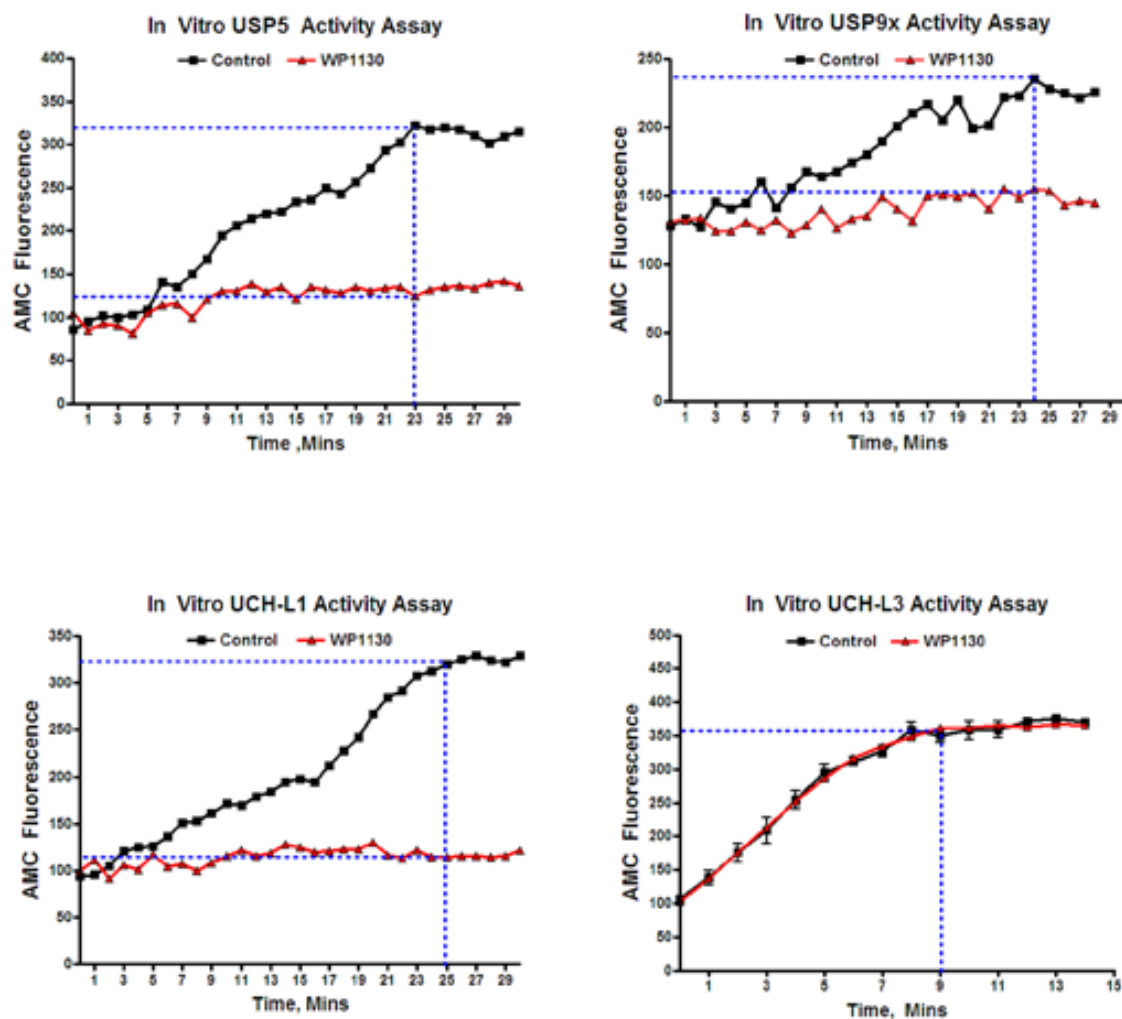 In Vitro USP5 Activity Assay
Control WP1130
400
350
300
250
200
150
100
50
0
AMC Fluorescence
1 3 5 7 9 11 13 15 17 19 21 23 25 27 29
Time ,Mins
In Vitro USP9x Activity Assay
Control WP1130
250
200
150
100
50
0
AMC Fluorescence
1 3 5 7 9 11 13 15 17 19 21 23 25 27 29
Time, Mins
In Vitro UCH-L1 Activity Assay
Control WP1130
350
300
250
200
150
100
50
0
AMC Fluorescence
1 3 5 7 9 11 13 15 17 19 21 23 25 27 29
Time, Mins
In Vitro UCH-L3 Activity Assay
Control WP1130
500
450
400
350
300
250
200
150
100
50
0
AMC Fluorescence
1 3 5 7 9 11 13 15
Time, Mins